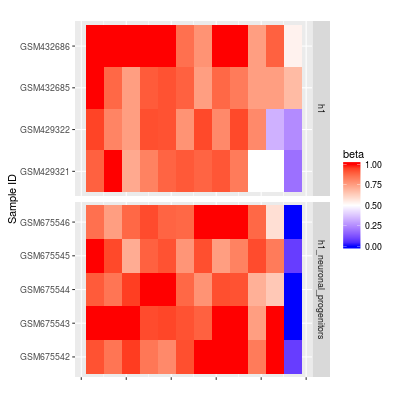 GSM432686
GSM432685
GSM429322
GSM429321
h1
GSM675546
GSM675545
GSM675544
GSM675543
GSM675542
h1_neuronal_progenitors
Sample ID
beta
1.00
0.75
0.50
0.25
0.00